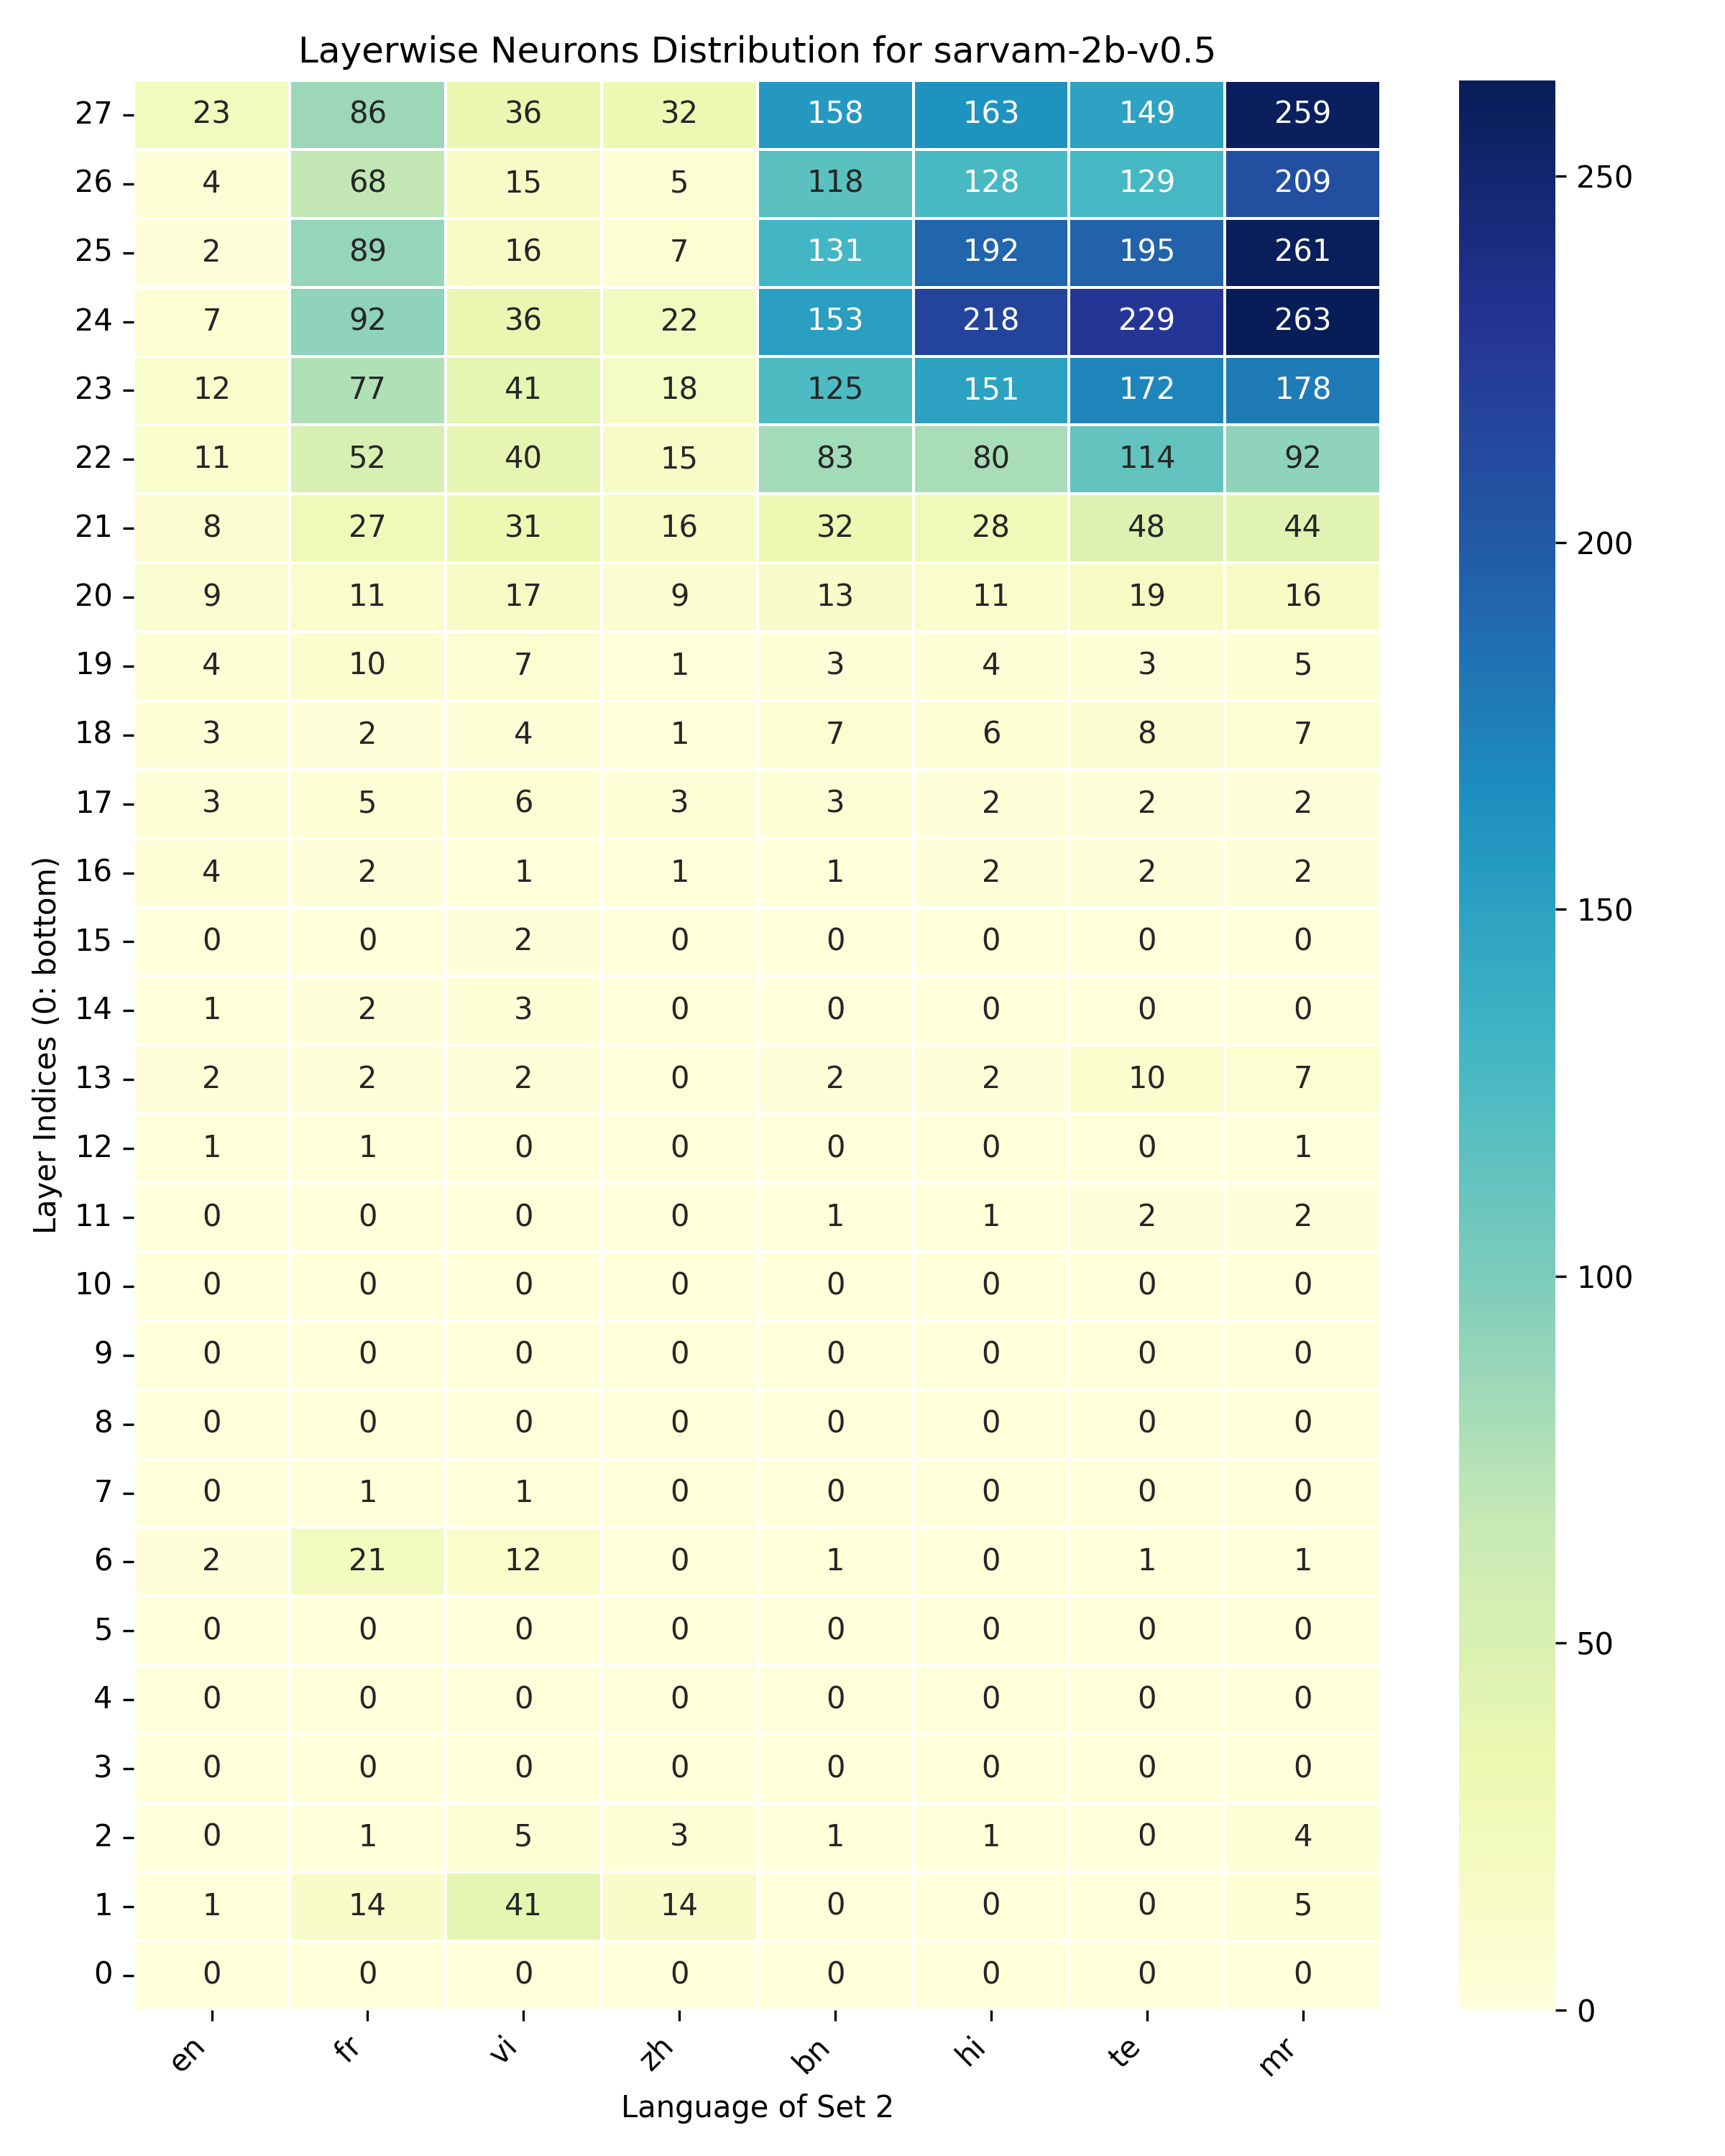 Layerwise Neurons Distribution for sarvam-2b-v0.5
27 23 86 36 32 158 163 149 259
26 4 68 15 5 118 128 129 209
25 2 89 16 7 131 192 195 261
24 7 92 36 22 153 218 229 263
23 12 77 41 18 125 151 172 178
22 11 52 40 15 83 80 114 92
21 8 27 31 16 32 28 48 44
20 9 11 17 9 13 11 19 16
19 4 10 7 1 3 4 3 5
18 3 2 4 1 7 6 8 7
17 3 5 6 3 3 2 2 2
16 4 2 1 1 1 2 2 2
15 0 0 2 0 0 0 0 0
14 1 2 3 0 0 0 0 0
13 2 2 2 0 2 2 10 7
12 1 1 0 0 0 0 0 1
11 0 0 0 0 1 1 2 2
10 0 0 0 0 0 0 0 0
9 0 0 0 0 0 0 0 0
8 0 0 0 0 0 0 0 0
7 0 1 1 0 0 0 0 0
6 2 21 12 0 1 0 1 1
5 0 0 0 0 0 0 0 0
4 0 0 0 0 0 0 0 0
3 0 0 0 0 0 0 0 0
2 0 1 5 3 1 1 0 4
1 1 14 41 14 0 0 0 5
0 0 0 0 0 0 0 0 0
en fr vi zh bn hi te mr
Language of Set 2
Layer Indices (0: bottom)
250
200
150
100
50
0